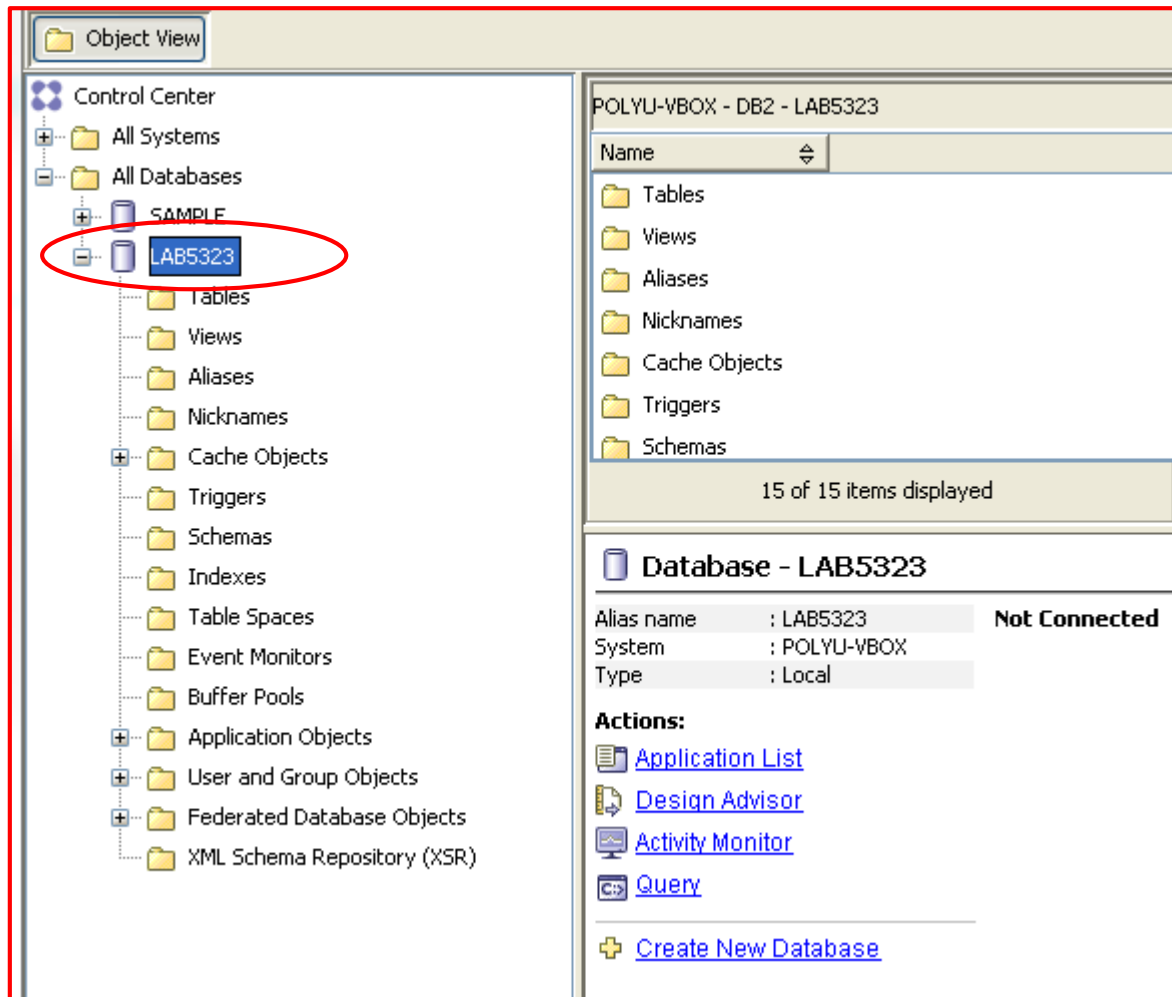 Object View
Control Center
All Systems
All Databases
SAMPLE
LAB5323
Tables
Views
Aliases
Nicknames
Cache Objects
Triggers
Schemas
Indexes
Table Spaces
Event Monitors
Buffer Pools
Application Objects
User and Group Objects
Federated Database Objects
XML Schema Repository (XSR)
POLYU-VBOX - DB2 - LAB5323
Name
Tables
Views
Aliases
Nicknames
Cache Objects
Triggers
Schemas
15 of 15 items displayed
Database - LAB5323
Alias name : LAB5323 Not Connected
System : POLYU-VBOX
Type : Local
Actions:
Application List
Design Advisor
Activity Monitor
C:> Query
Create New Database